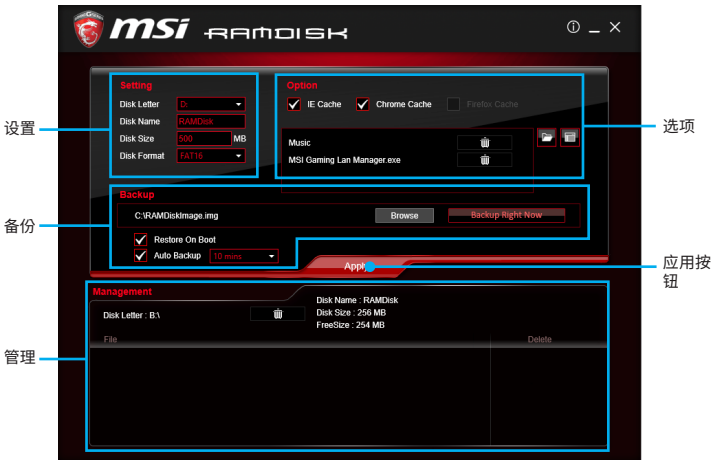 msi RAMDISK
设置
Setting
Disk Letter D:
Disk Name RAMDisk
Disk Size 500 MB
Disk Format FAT16
选项
Option
IE Cache Chrome Cache Firefox Cache
Music
MSI Gaming Lan Manager.exe
备份
Backup
C:\RAMDiskImage.img Browse Backup Right Now
Restore On Boot
Auto Backup 10 mins
Apply
应用按
钮
管理
Management
Disk Letter : B:\
Disk Name : RAMDisk
Disk Size : 256 MB
FreeSize : 254 MB
File Delete